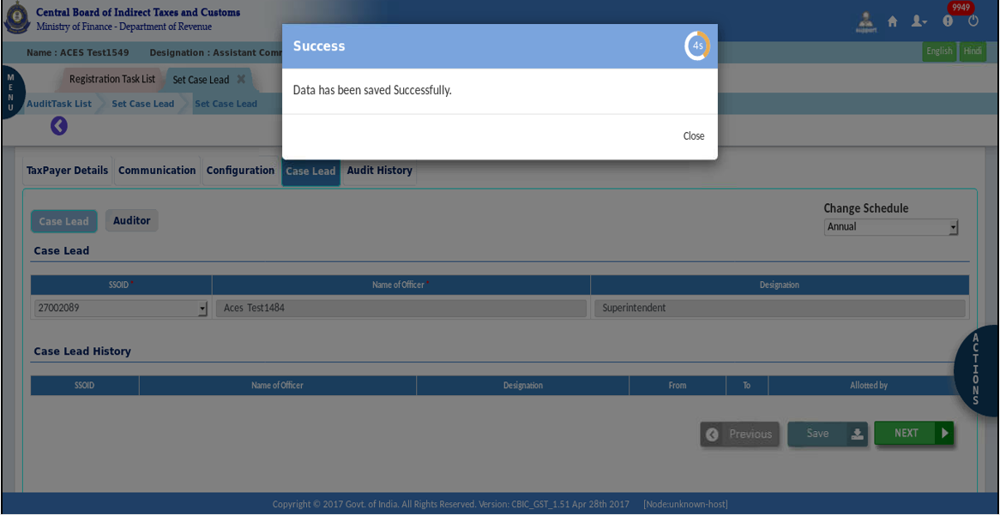 Central Board of Indirect Taxes and Customs
Ministry of Finance - Department of Revenue
support
9949
Name : ACES Test1549 Designation : Assistant Comm
English Hindi
MENU
Registration Task List Set Case Lead
AuditTask List Set Case Lead Set Case Lead
Success
4s
Data has been saved Successfully.
Close
TaxPayer Details Communication Configuration Case Lead Audit History
Case Lead Auditor
Change Schedule
Annual
Case Lead
SSOID * Name of Officer * Designation
27002089 Aces Test1484 Superintendent
Case Lead History
SSOID Name of Officer Designation From To Allotted by
ACTIONS
Previous Save NEXT
Copyright © 2017 Govt. of India. All Rights Reserved. Version: CBIC_GST_1.51 Apr 28th 2017 [Node:unknown-host]